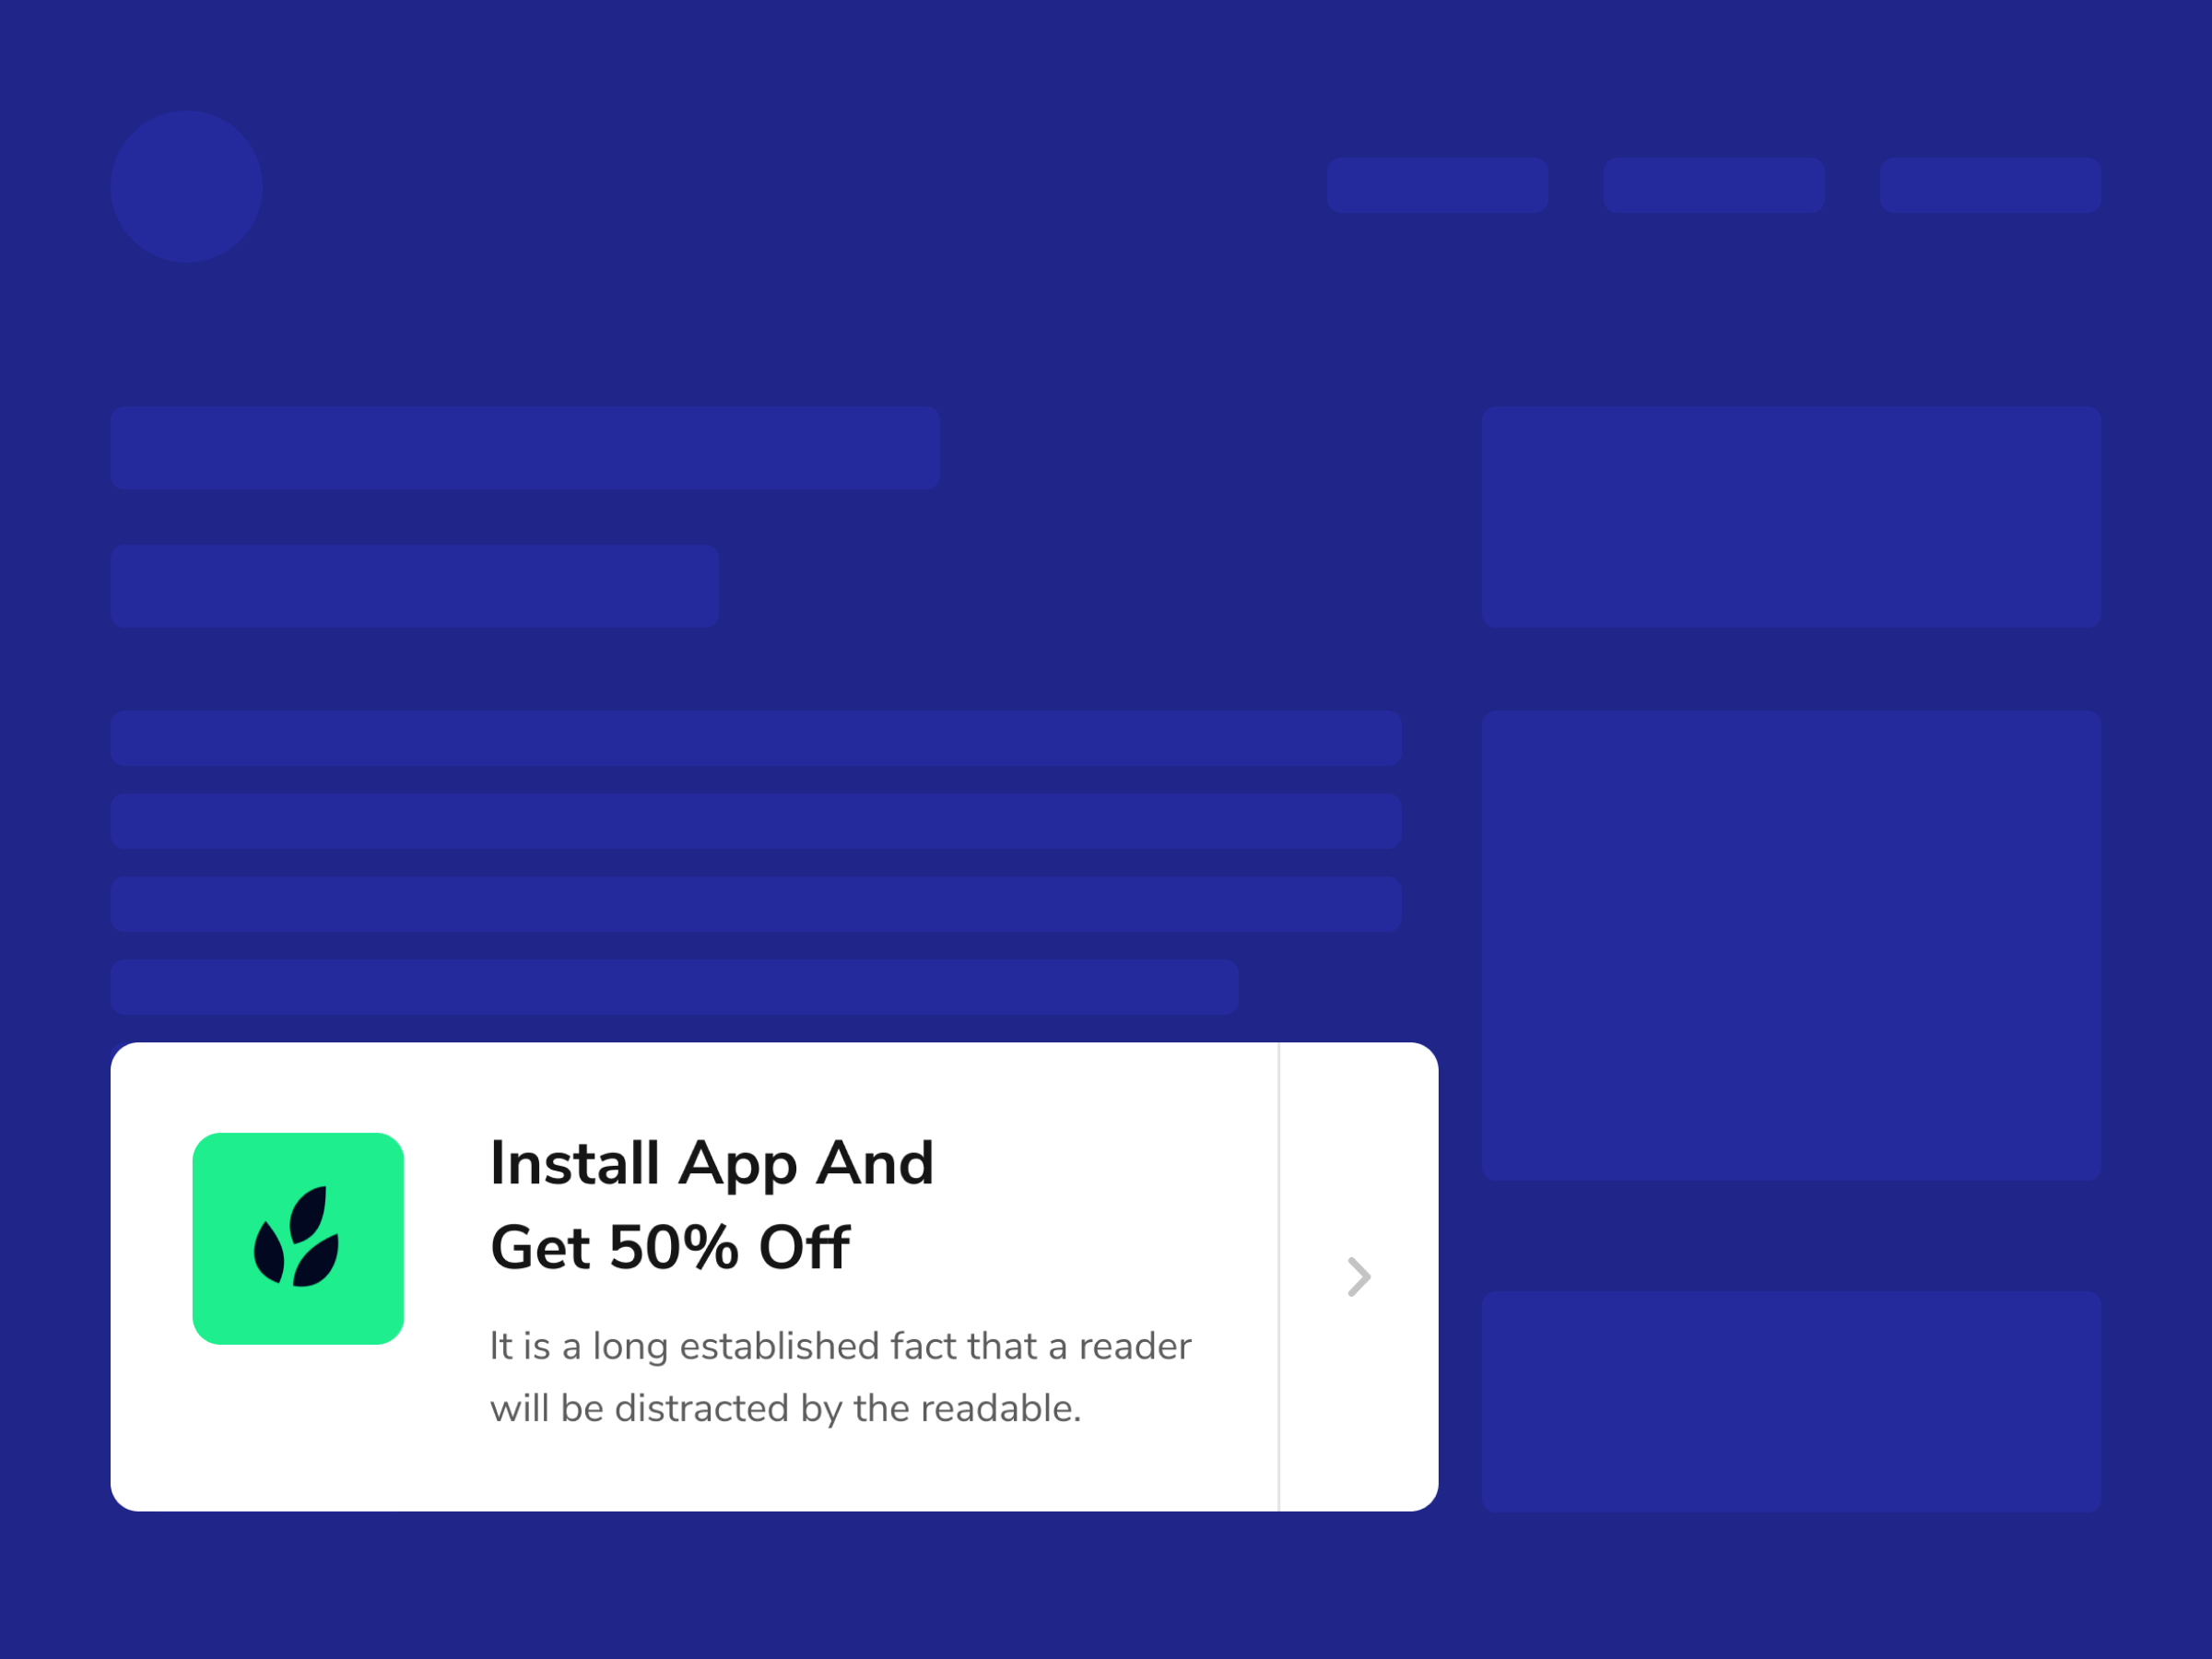 Install App And
Get 50% Off
It is a long established fact that a reader
will be distracted by the readable.